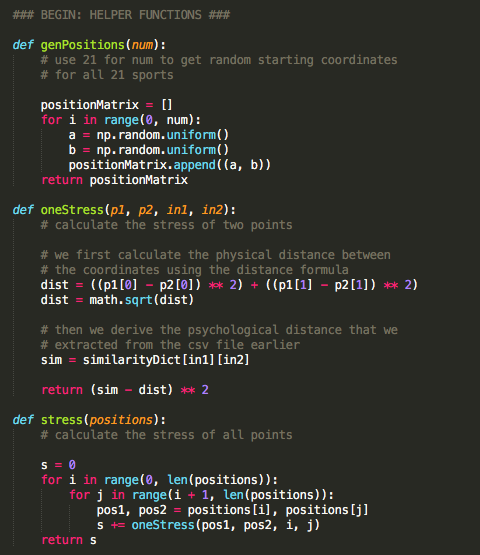 ### BEGIN: HELPER FUNCTIONS ###
def genPositions(num):
# use 21 for num to get random starting coordinates
# for all 21 sports
positionMatrix = []
for i in range(0, num):
a = np.random.uniform()
b = np.random.uniform()
positionMatrix.append((a, b))
return positionMatrix
def oneStress(p1, p2, in1, in2):
# calculate the stress of two points
# we first calculate the physical distance between
# the coordinates using the distance formula
dist = ((p1[0] - p2[0]) ** 2) + ((p1[1] - p2[1]) ** 2)
dist = math.sqrt(dist)
# then we derive the psychological distance that we
# extracted from the csv file earlier
sim = similarityDict[in1][in2]
return (sim - dist) ** 2
def stress(positions):
# calculate the stress of all points
s = 0
for i in range(0, len(positions)):
for j in range(i + 1, len(positions)):
pos1, pos2 = positions[i], positions[j]
s += oneStress(pos1, pos2, i, j)
return s